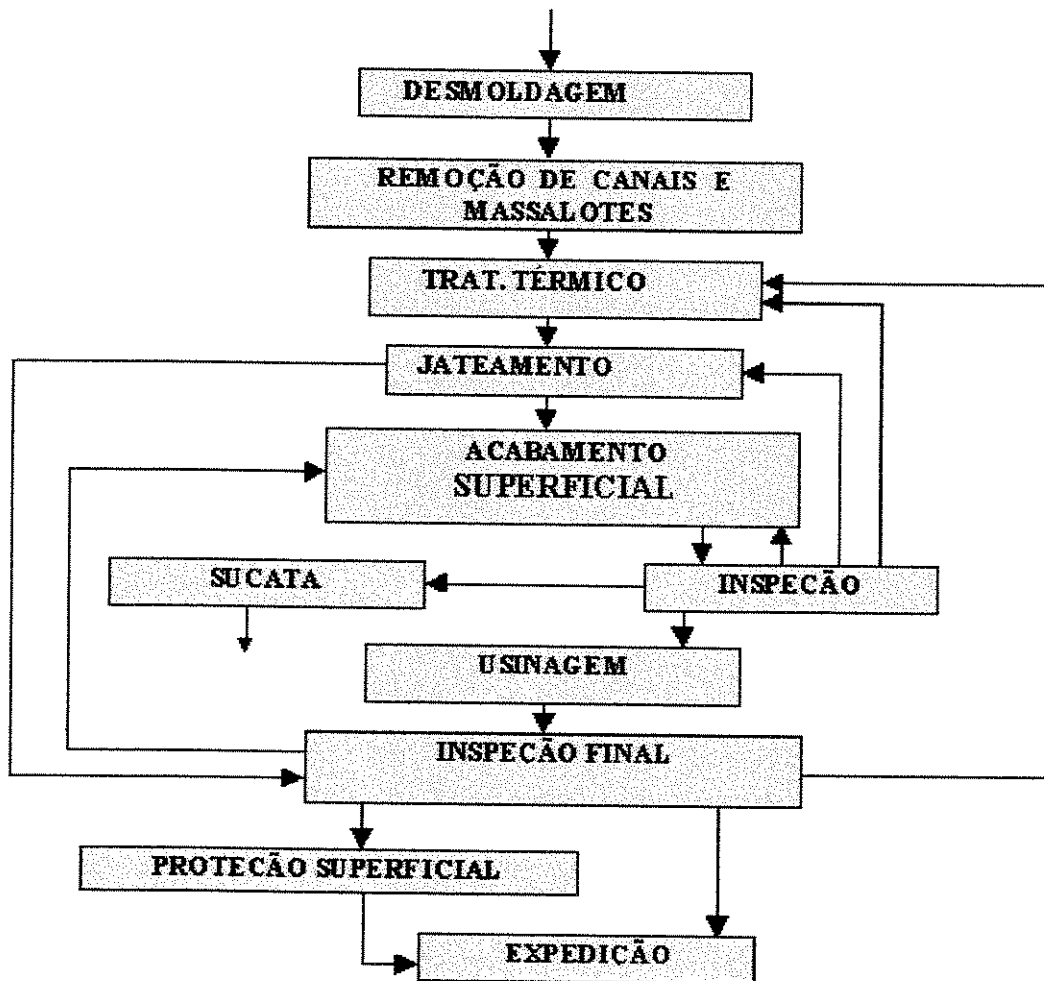 DESMOLDAGEM
REMOÇÃO DE CANAIS E
MASSALOTES
TRAT. TÉRMICO
JATEAMENTO
ACABAMENTO
SUPERFICIAL
SUCATA
INSPEÇÃO
USINAGEM
INSPEÇÃO FINAL
PROTEÇÃO SUPERFICIAL
EXPEDIÇÃO